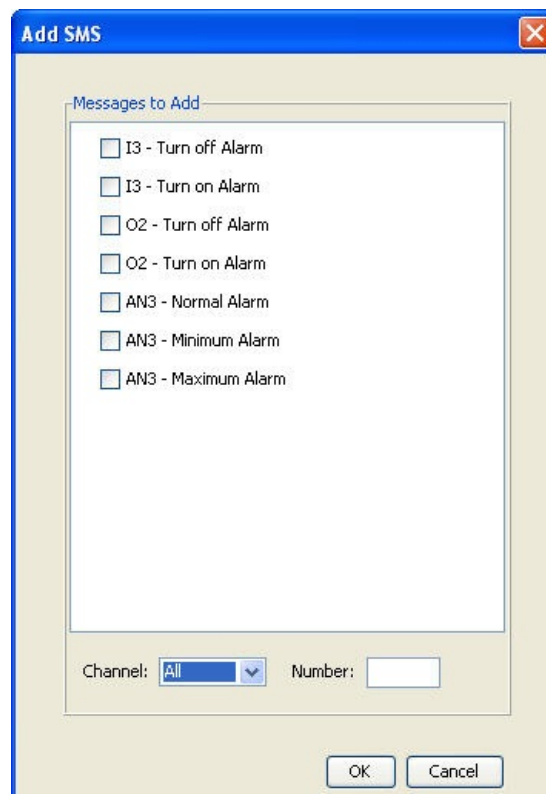 Add SMS
Messages to Add
I3 - Turn off Alarm
I3 - Turn on Alarm
O2 - Turn off Alarm
O2 - Turn on Alarm
AN3 - Normal Alarm
AN3 - Minimum Alarm
AN3 - Maximum Alarm
Channel: All Number:
OK Cancel